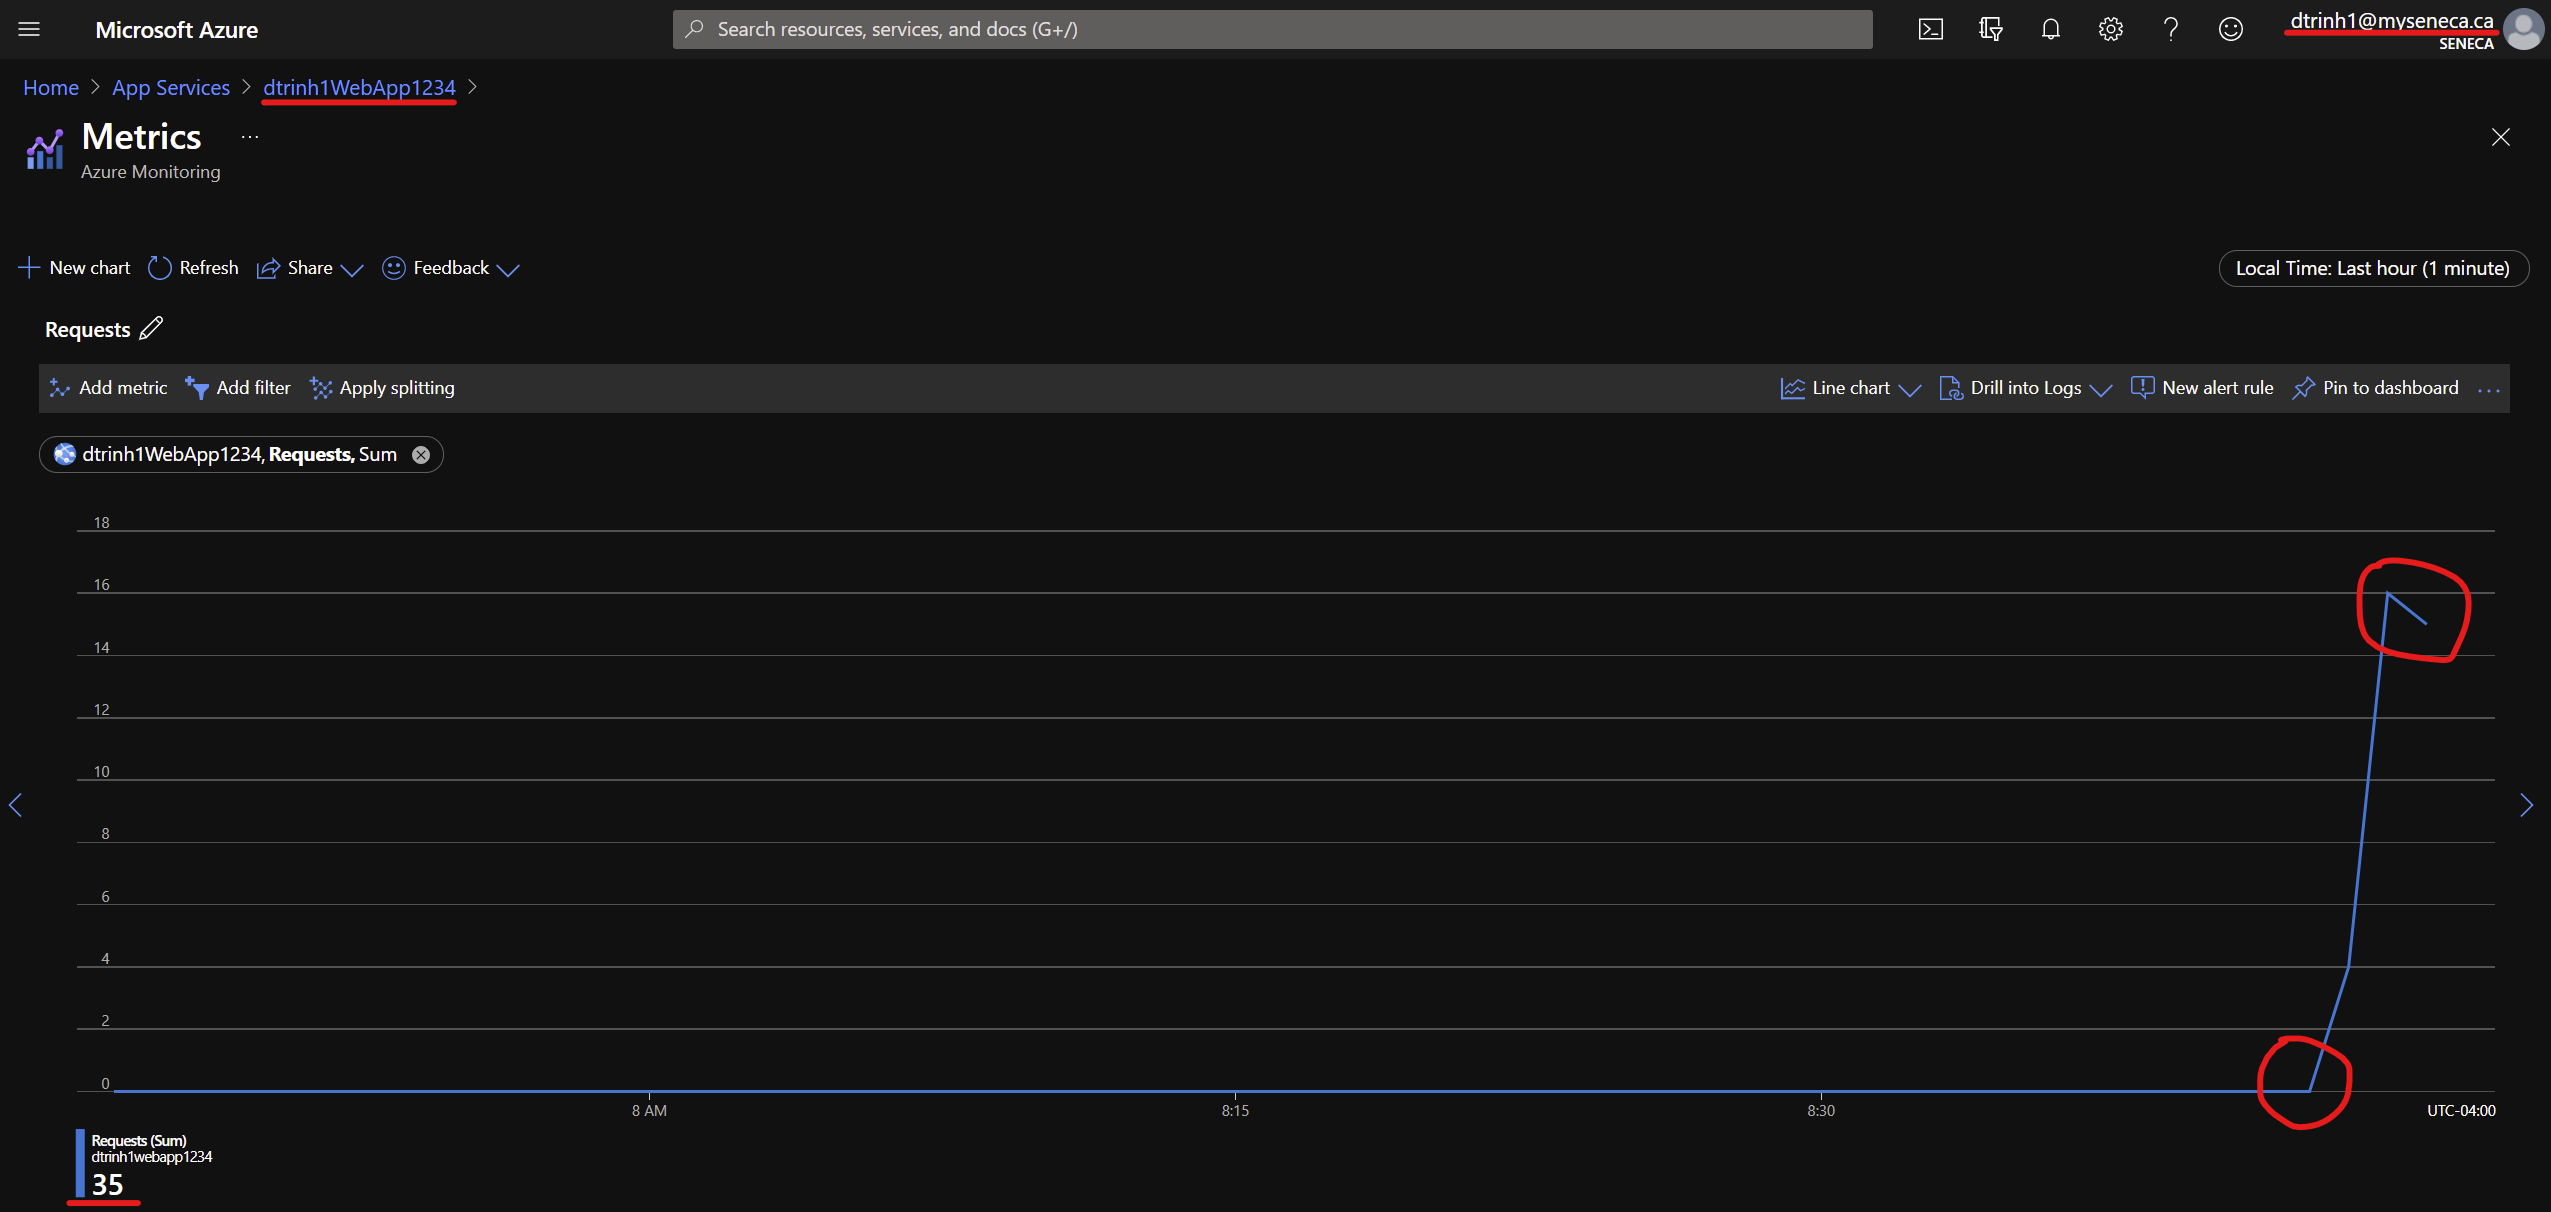 Microsoft Azure
Search resources, services, and docs (G+/)
dtrinh1@myseneca.ca
SENECA
Home > App Services > dtrinh1WebApp1234 >
Metrics ...
Azure Monitoring
New chart Refresh Share Feedback
Local Time: Last hour (1 minute)
Requests
Add metric Add filter Apply splitting
Line chart Drill into Logs New alert rule Pin to dashboard ...
dtrinh1WebApp1234, Requests, Sum
18
16
14
12
10
8
6
4
2
0
8 AM 8:15 8:30 UTC-04:00
Requests (Sum)
dtrinh1webapp1234
35